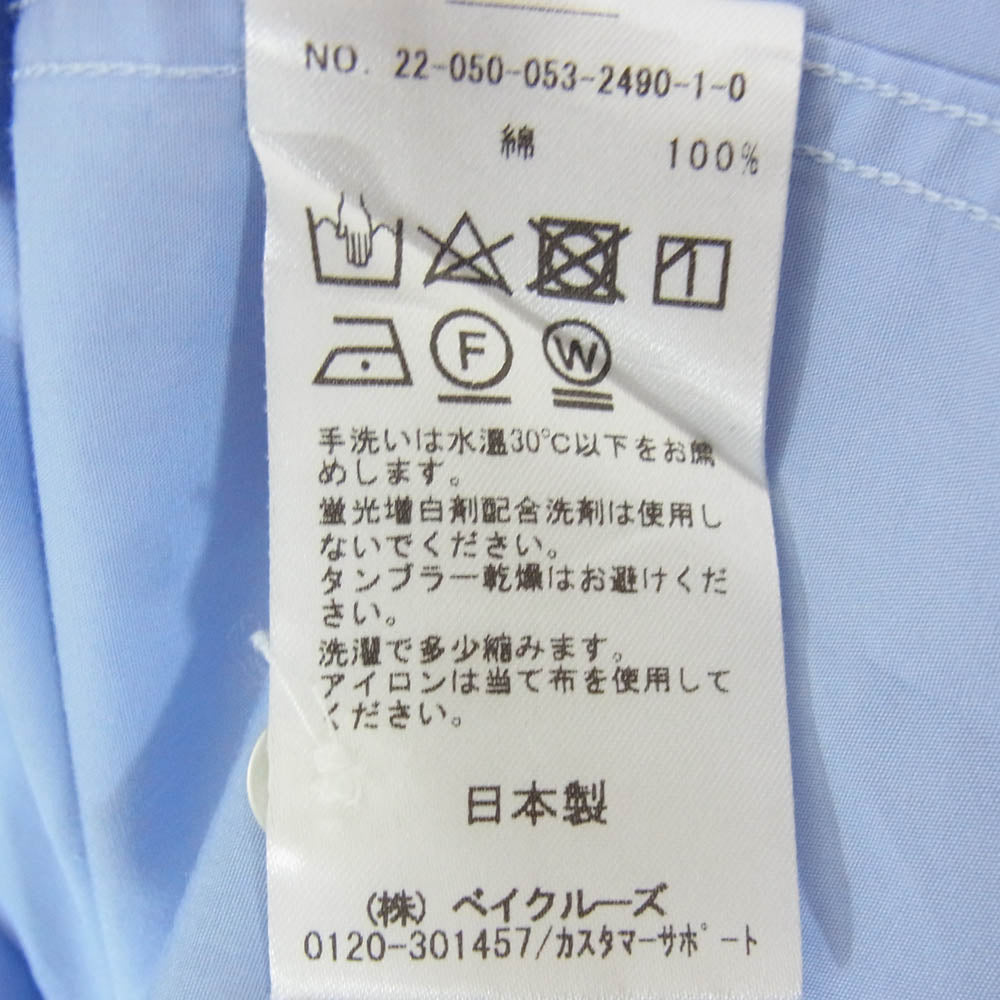 NO. 22-050-053-2490-1-0
綿 100%
F W
手洗いは水温30℃以下をお薦
めします。
蛍光増白剤配合洗剤は使用し
ないでください。
タンブラー乾燥はお避けくだ
さい。
洗濯で多少縮みます。
アイロンは当て布を使用して
ください。
日本製
(株) ベイクルーズ
0120-301457/カスタマーサポート